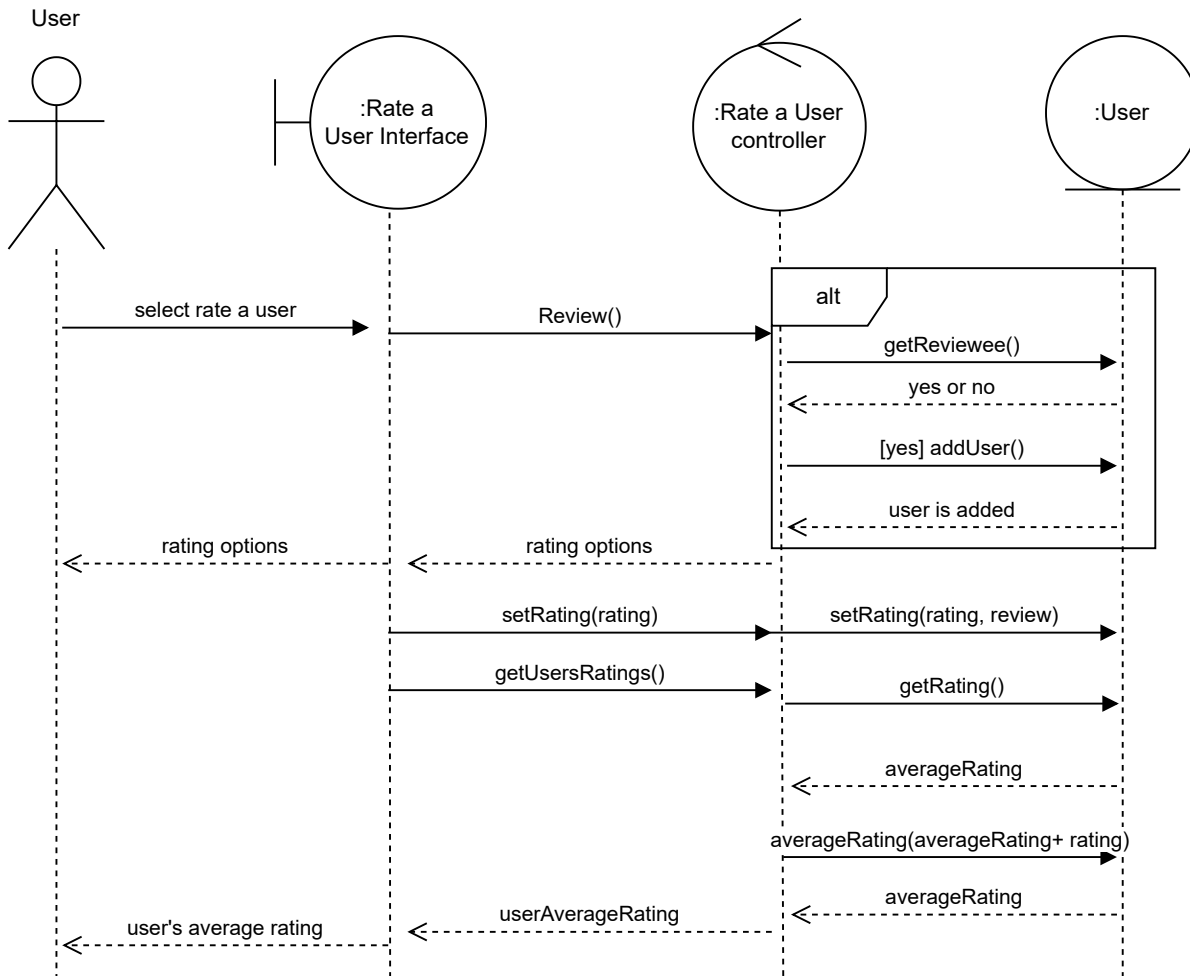 User
:Rate a
User Interface
:Rate a User
controller
:User
alt
select rate a user
Review()
getReviewee()
yes or no
[yes] addUser()
user is added
rating options
rating options
setRating(rating)
setRating(rating, review)
getUsersRatings()
getRating()
averageRating
averageRating(averageRating+ rating)
averageRating
userAverageRating
user's average rating